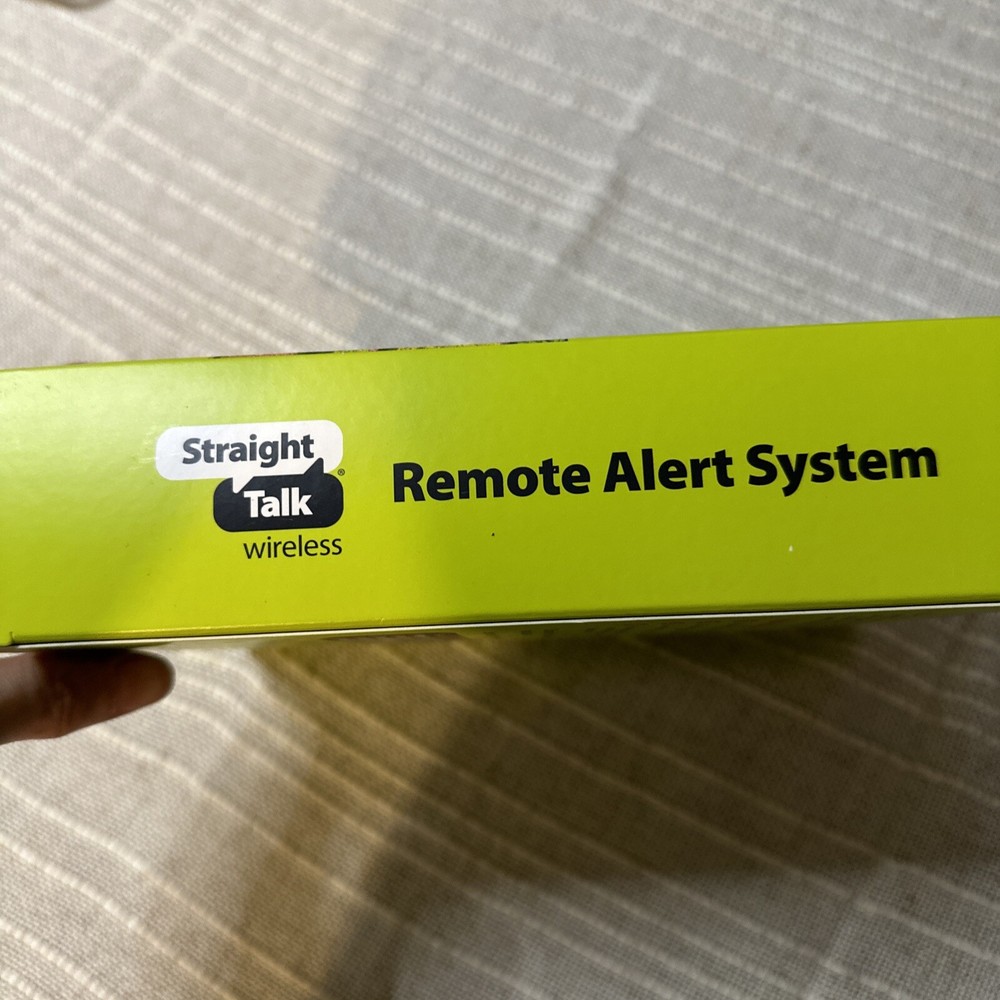 Straight
Talk®
wireless
Remote Alert System